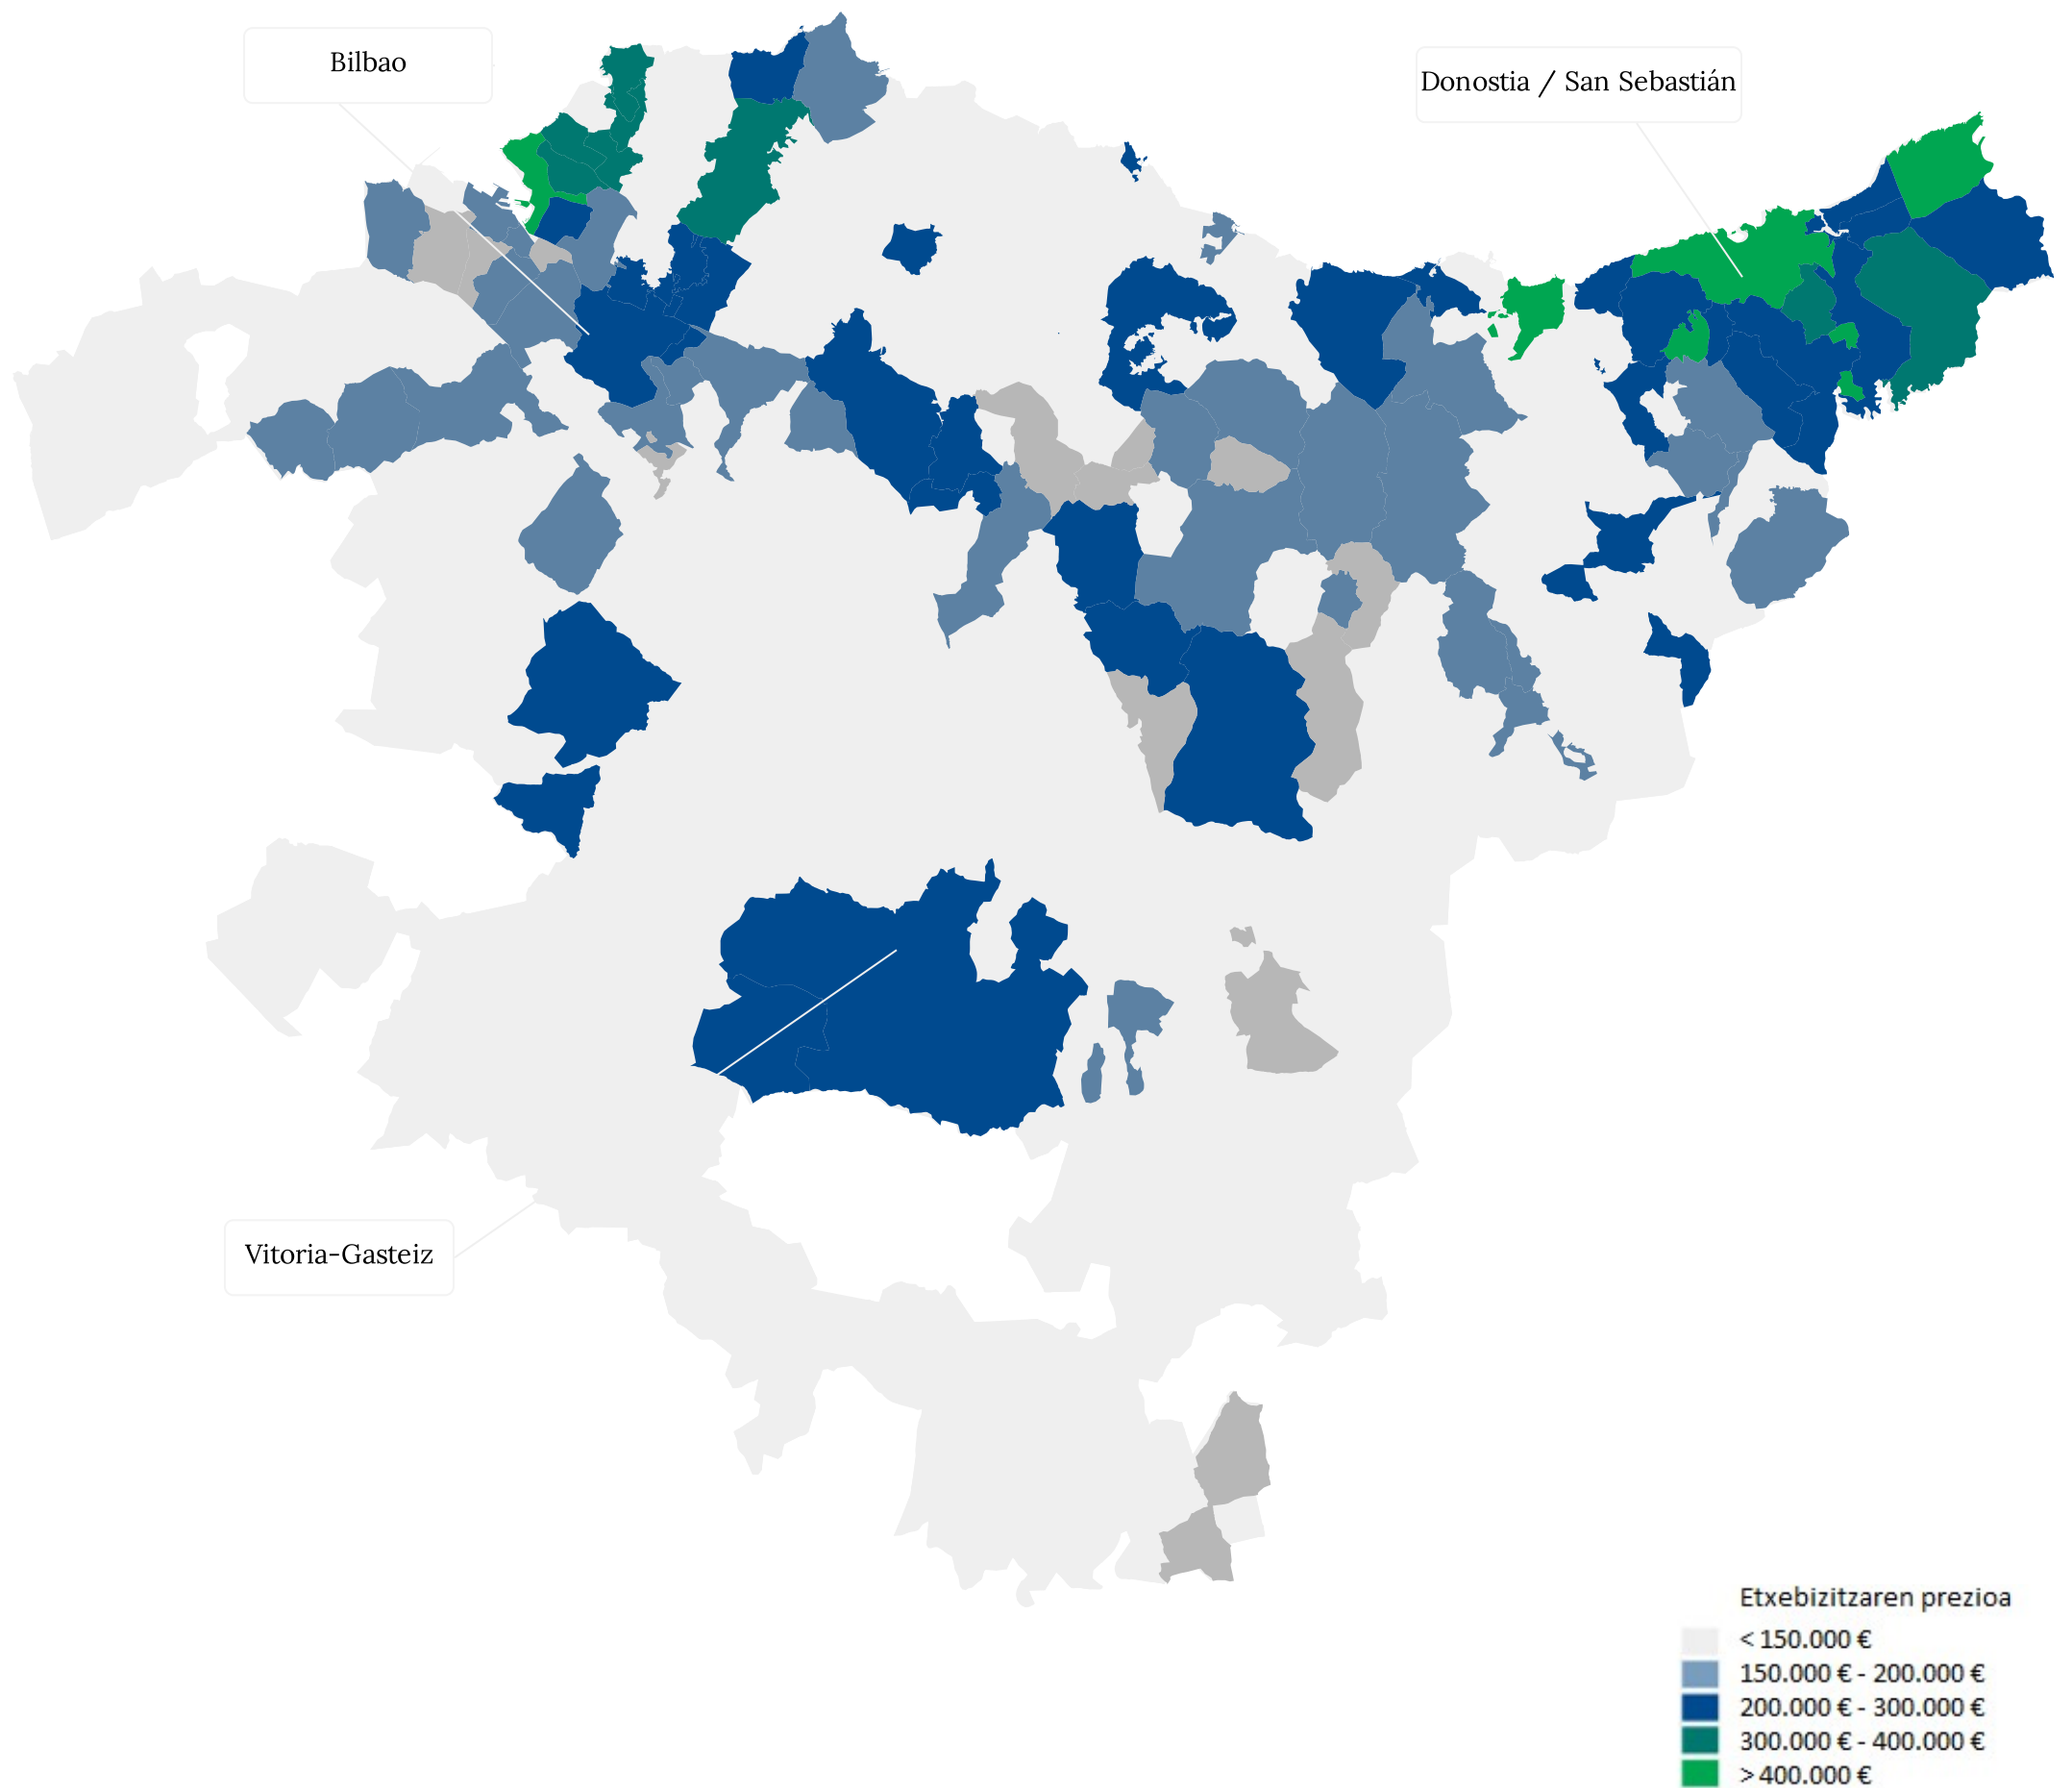 Bilbao
Donostia / San Sebastián
Vitoria-Gasteiz
Etxebizitzaren prezioa
< 150.000 €
150.000 € - 200.000 €
200.000 € - 300.000 €
300.000 € - 400.000 €
> 400.000 €